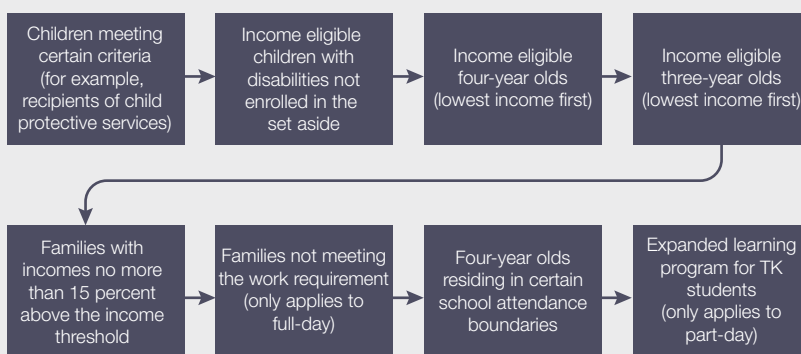 Children meeting
certain criteria
(for example,
recipients of child
protective services)
Income eligible
children with
disabilities not
enrolled in the
set aside
Income eligible
four-year olds
(lowest income first)
Income eligible
three-year olds
(lowest income first)
Families with
incomes no more
than 15 percent
above the income
threshold
Families not meeting
the work requirement
(only applies to
full-day)
Four-year olds
residing in certain
school attendance
boundaries
Expanded learning
program for TK
students
(only applies to
part-day)